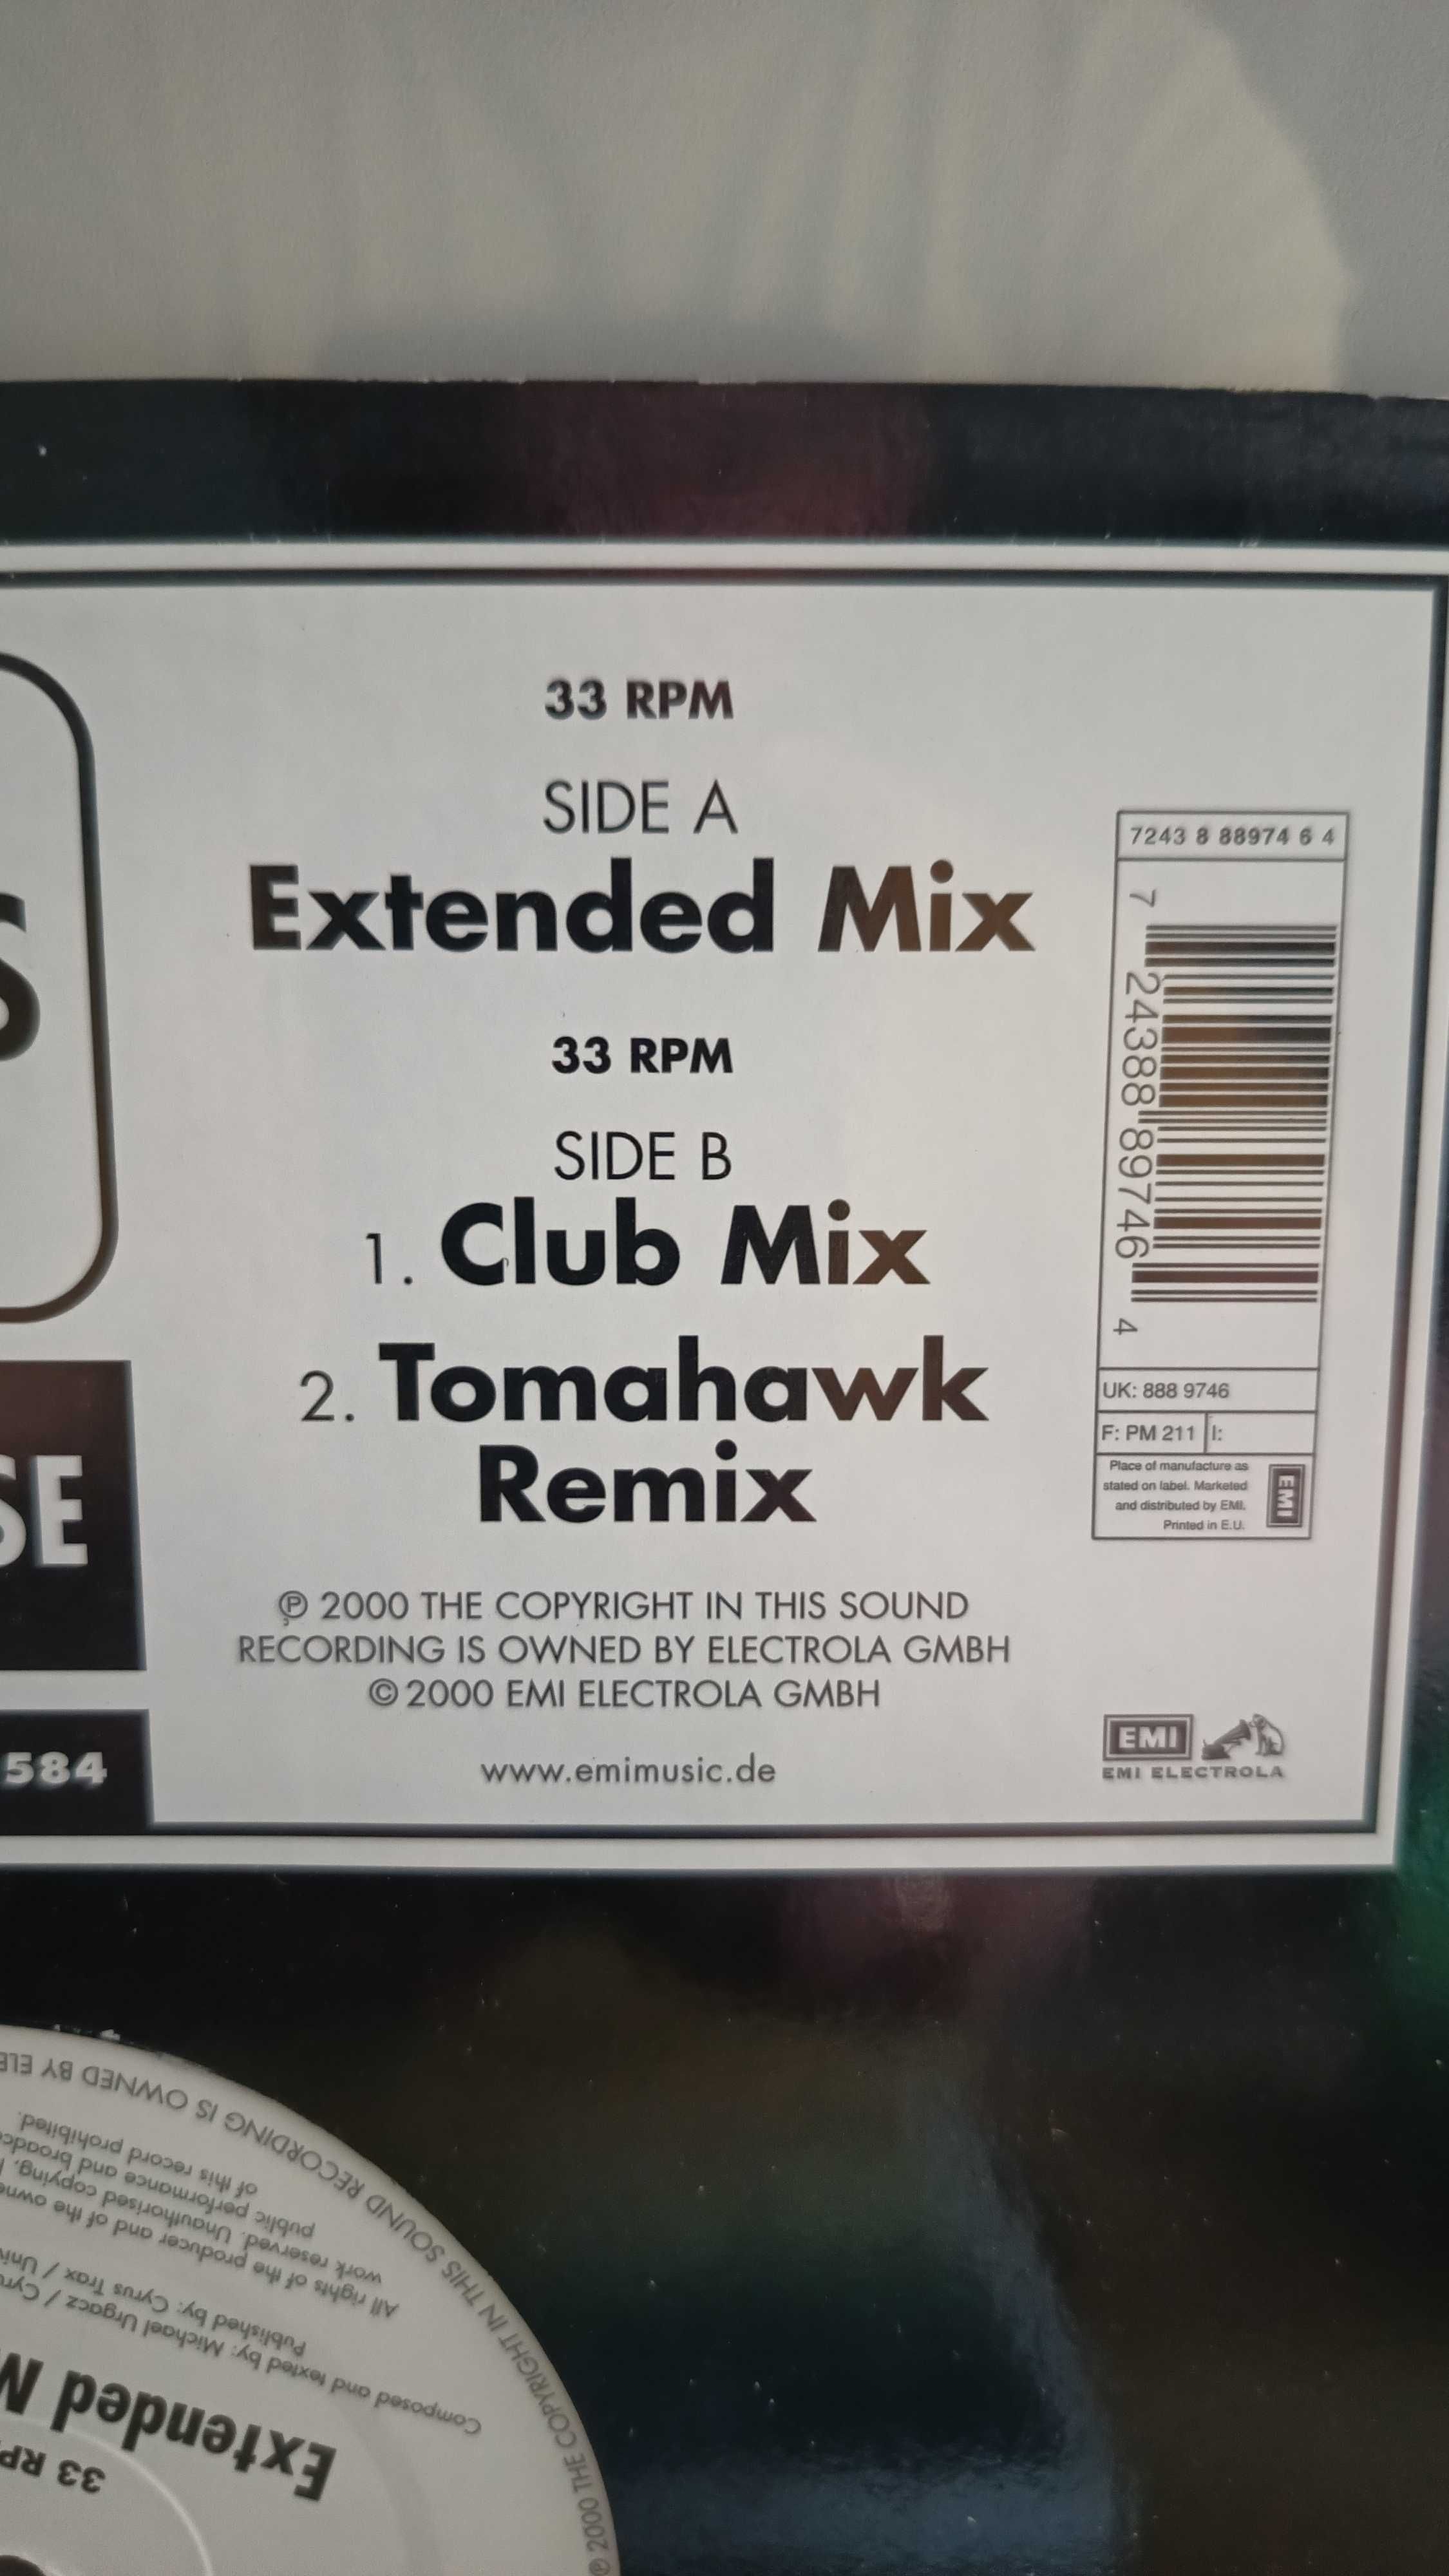 S
SE
584
33 RPM
SIDE A
Extended Mix
33 RPM
SIDE B
1. Club Mix
2. Tomahawk
Remix
℗ 2000 THE COPYRIGHT IN THIS SOUND
RECORDING IS OWNED BY ELECTROLA GMBH
© 2000 EMI ELECTROLA GMBH
www.emimusic.de
7243 8 88974 6 4
7 24388 89746 4
UK: 888 9746
F: PM 211 I:
Place of manufacture as
stated on label. Marketed
and distributed by EMI.
Printed in E.U.
EMI
EMI
EMI ELECTROLA
33 RP
Extended M
Composed and texted by: Michael Urgacz / Cyru
Published by: Cyrus Trax / Univ
All rights of the producer and of the owne
work reserved. Unauthorised copying,
public performance and broadc
of this record prohibited.
℗ 2000 THE COPYRIGHT IN THIS SOUND RECORDING IS OWNED BY ELE